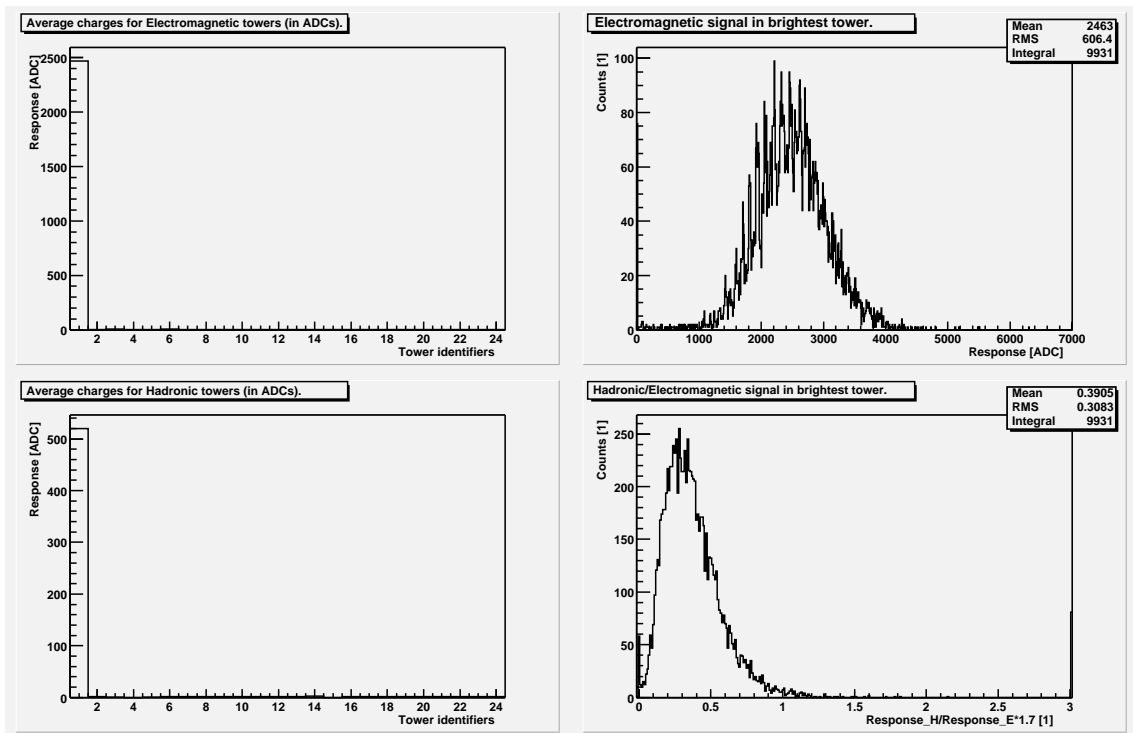 Average charges for Electromagnetic towers (in ADCs).
Response [ADC]
2500
2000
1500
1000
500
0
2 4 6 8 10 12 14 16 18 20 22 24
Tower identifiers
Electromagnetic signal in brightest tower.
Mean 2463
RMS 606.4
Integral 9931
Counts [1]
100
80
60
40
20
0
0 1000 2000 3000 4000 5000 6000 7000
Response [ADC]
Average charges for Hadronic towers (in ADCs).
Response [ADC]
500
400
300
200
100
0
2 4 6 8 10 12 14 16 18 20 22 24
Tower identifiers
Hadronic/Electromagnetic signal in brightest tower.
Mean 0.3905
RMS 0.3083
Integral 9931
Counts [1]
250
200
150
100
50
0
0 0.5 1 1.5 2 2.5 3
Response_H/Response_E*1.7 [1]